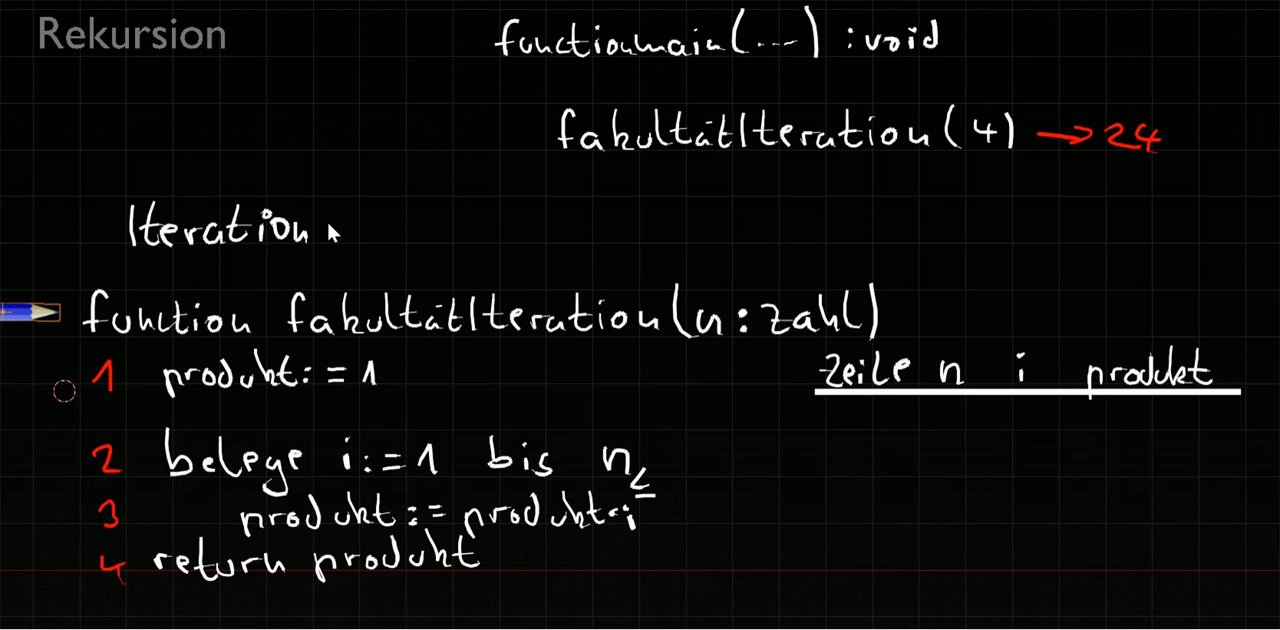 Rekursion
functionmain(...) : void
fakultätIteration(4) → 24
Iteration
function fakultätIteration(n:zahl)
1 produkt:=1
zeile n i produkt
2 belege i:=1 bis n ≤
3 produkt:=produkt·i
4 return produkt